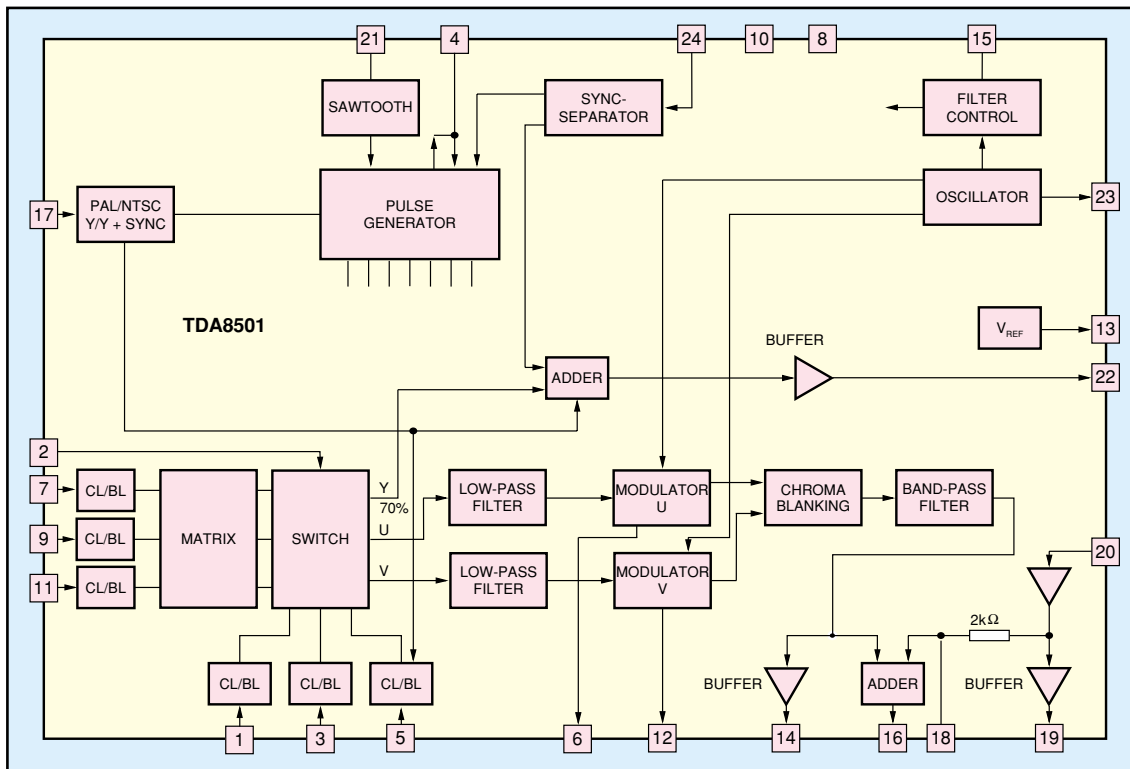 21
4
24
10
8
15
SAWTOOTH
SYNC-
SEPARATOR
FILTER
CONTROL
17
PAL/NTSC
Y/Y + SYNC
PULSE
GENERATOR
OSCILLATOR
23
TDA8501
VREF
13
BUFFER
ADDER
22
2
7
CL/BL
MATRIX
SWITCH
Y
70%
U
V
LOW-PASS
FILTER
MODULATOR
U
CHROMA
BLANKING
BAND-PASS
FILTER
9
CL/BL
11
CL/BL
LOW-PASS
FILTER
MODULATOR
V
20
2kΩ
CL/BL
CL/BL
CL/BL
BUFFER
ADDER
BUFFER
1
3
5
6
12
14
16
18
19